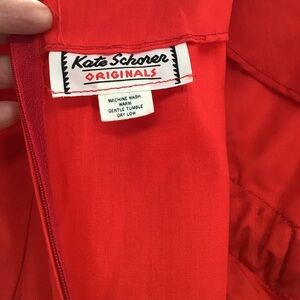 Kate Schorer
ORIGINALS
MACHINE WASH
WARM
GENTLE TUMBLE
DRY LOW